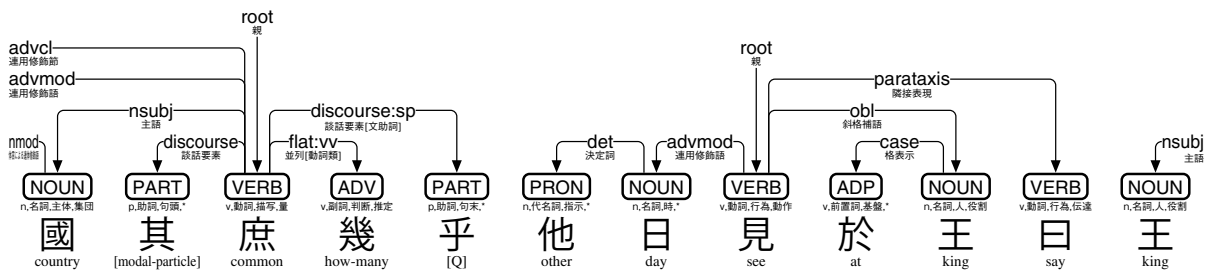 root root
親 親
advcl
連用修飾節
advmod parataxis
連用修飾語 隣接表現
nsubj discourse:sp obl
主語 談話要素[文助詞] 斜格補語
nmod discourse flat:vv det advmod case nsubj
談話要素 並列[動詞類] 決定詞 連用修飾語 格表示 主語
NOUN PART VERB ADV PART PRON NOUN VERB ADP NOUN VERB NOUN
n,名詞,主体,集団 p,助詞,句頭,* v,動詞,描写,量 v,副詞,判断,推定 p,助詞,句末,* n,代名詞,指示,* n,名詞,時,* v,動詞,行為,動作 v,前置詞,基盤,* n,名詞,人,役割 v,動詞,行為,伝達 n,名詞,人,役割
國 其 庶 幾 乎 他 日 見 於 王 曰 王
country [modal-particle] common how-many [Q] other day see at king say king